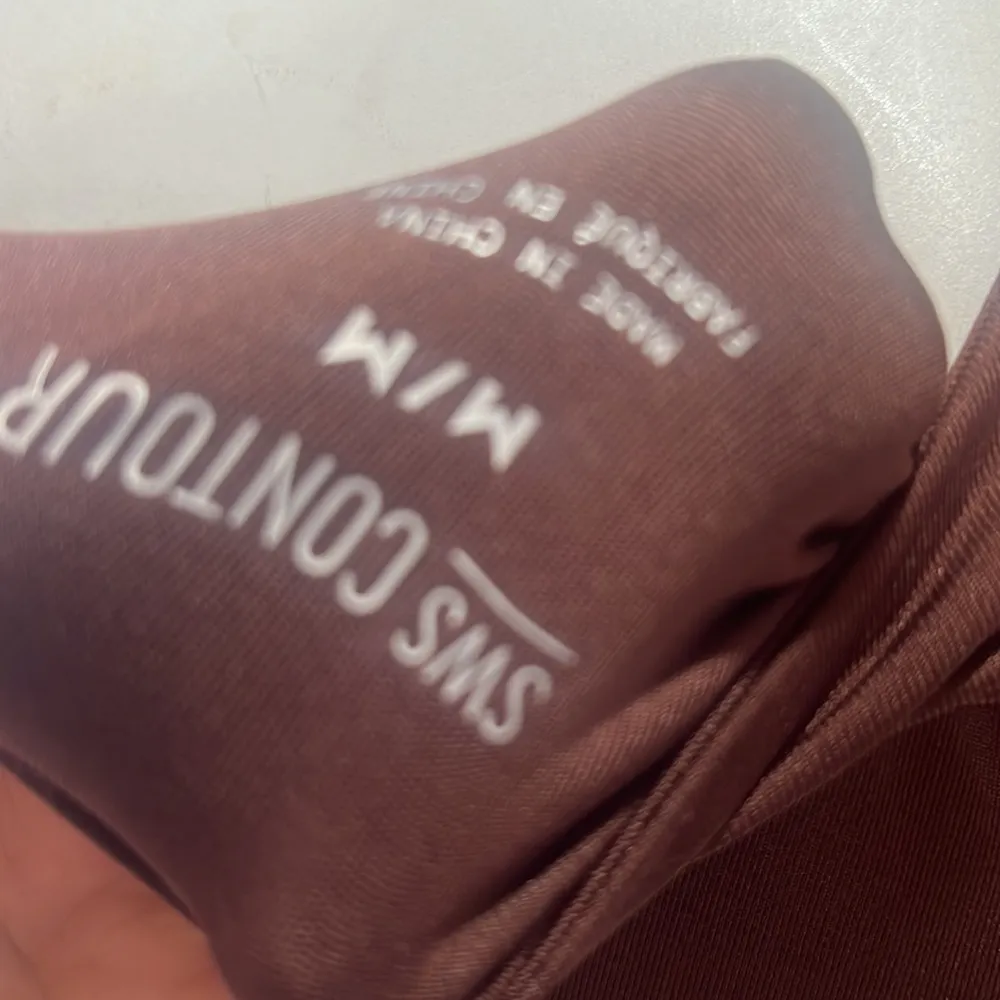 SWS CONTOUR
M/M
MADE IN CHINA
FABRIQUÉ EN CHINE